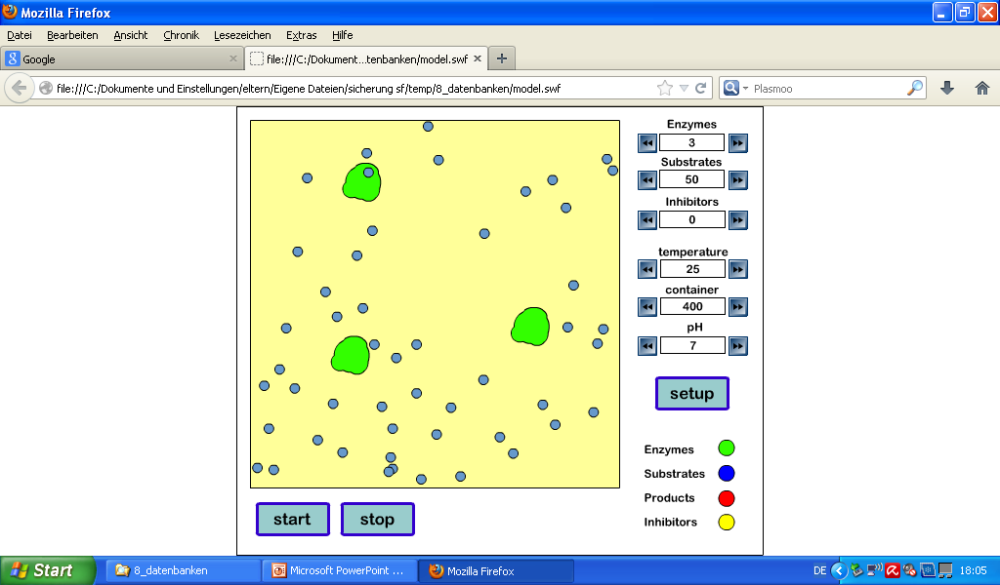 Mozilla Firefox
Datei Bearbeiten Ansicht Chronik Lesezeichen Extras Hilfe
Google
file:///C:/Dokument...tenbanken/model.swf
file:///C:/Dokumente und Einstellungen/eltern/Eigene Dateien/sicherung sf/temp/8_datenbanken/model.swf
Plasmoo
Enzymes
3
Substrates
50
Inhibitors
0
temperature
25
container
400
pH
7
setup
Enzymes
Substrates
Products
Inhibitors
start stop
Start
8_datenbanken
Microsoft PowerPoint ...
Mozilla Firefox
DE
18:05